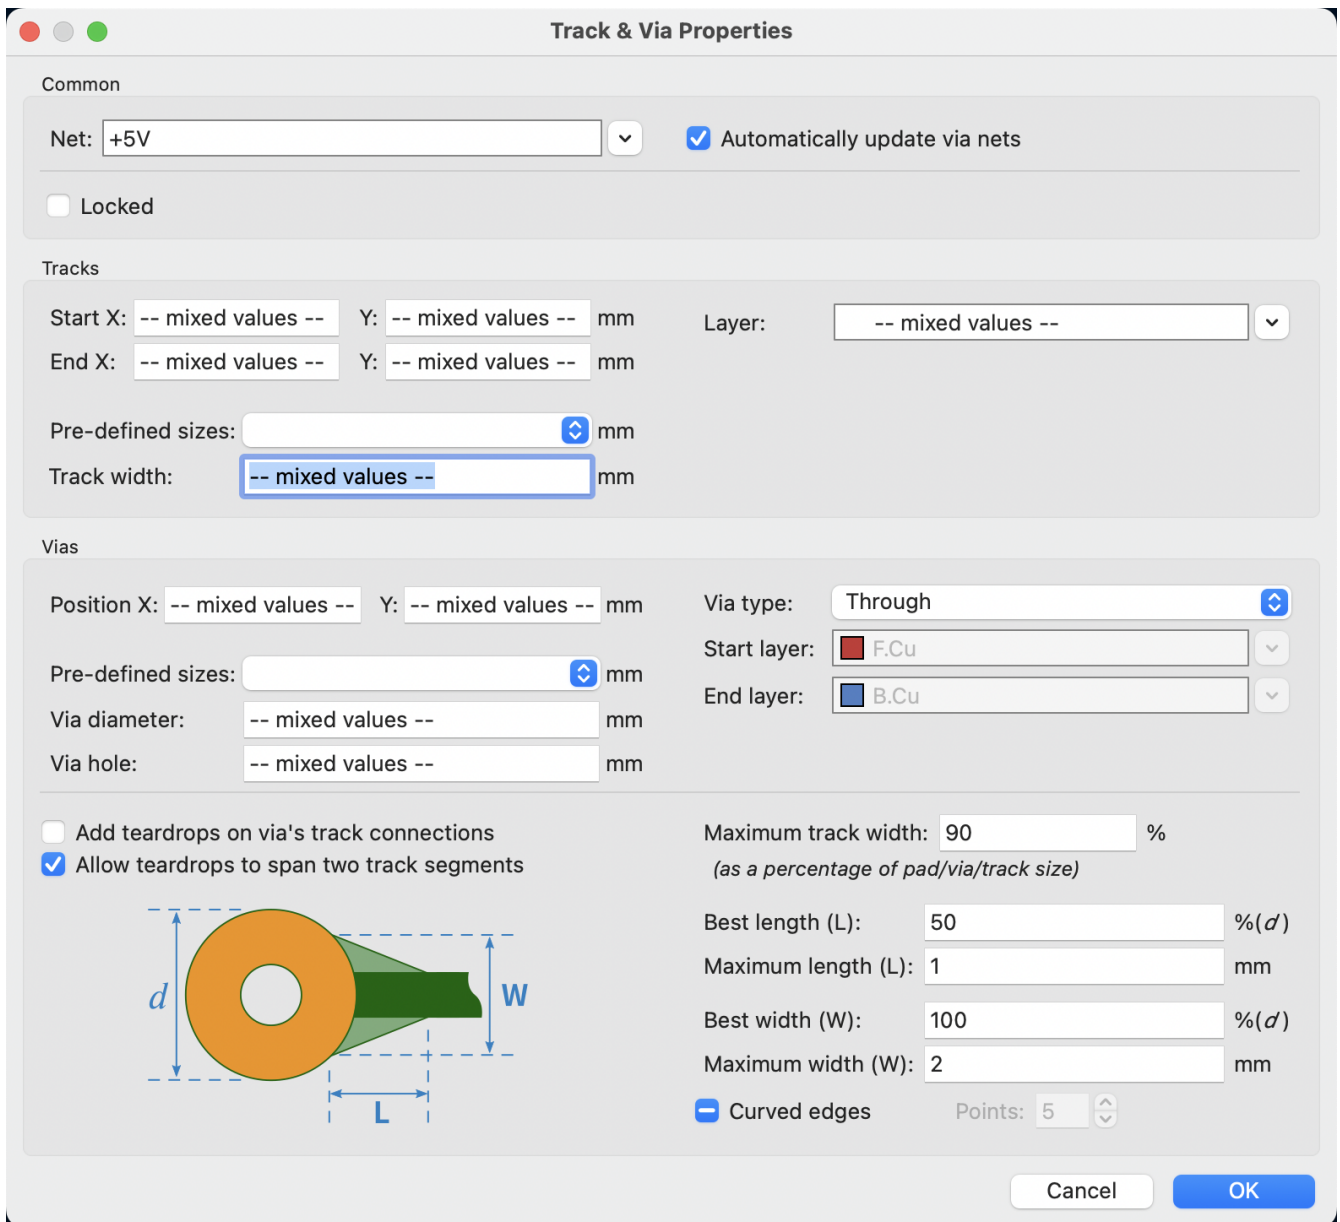 Track & Via Properties
Common
Net: +5V Automatically update via nets
Locked
Tracks
Start X: -- mixed values -- Y: -- mixed values -- mm Layer: -- mixed values --
End X: -- mixed values -- Y: -- mixed values -- mm
Pre-defined sizes: mm
Track width: -- mixed values -- mm
Vias
Position X: -- mixed values -- Y: -- mixed values -- mm Via type: Through
Start layer: F.Cu
Pre-defined sizes: mm
End layer: B.Cu
Via diameter: -- mixed values -- mm
Via hole: -- mixed values -- mm
Add teardrops on via's track connections Maximum track width: 90 %
Allow teardrops to span two track segments (as a percentage of pad/via/track size)
Best length (L): 50 %(d)
Maximum length (L): 1 mm
d W
Best width (W): 100 %(d)
Maximum width (W): 2 mm
L Curved edges Points: 5
Cancel OK